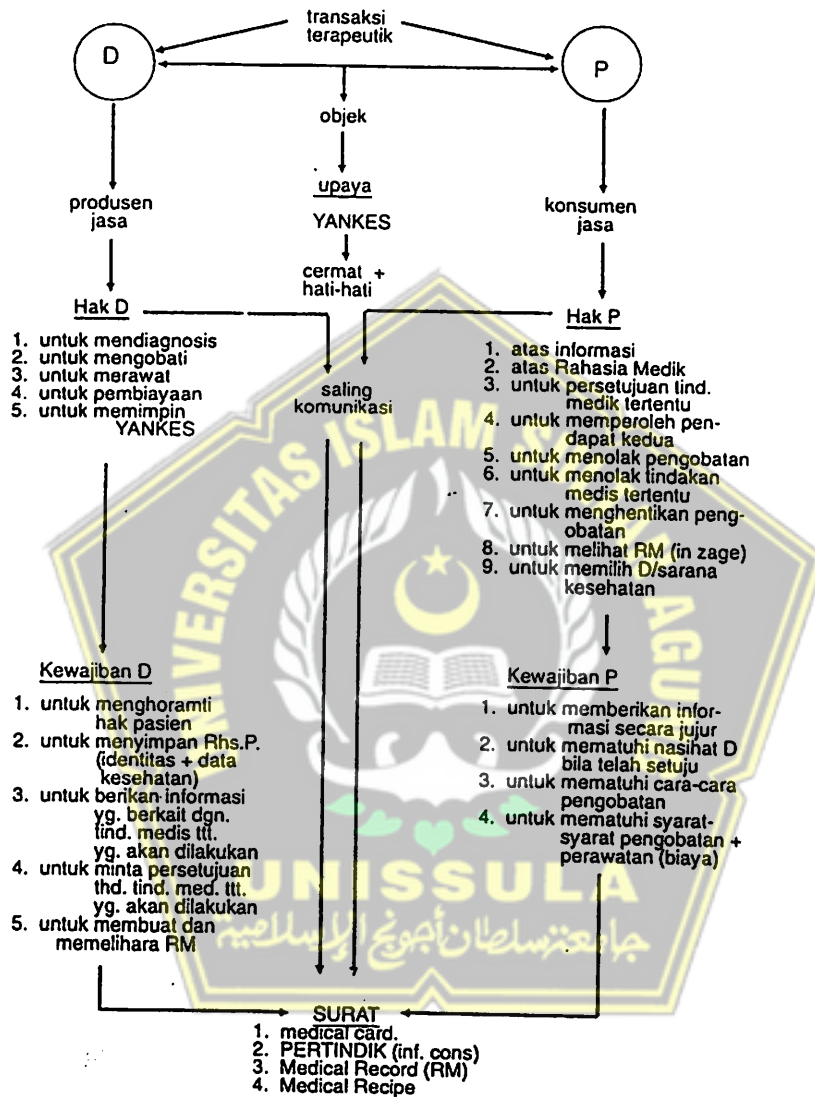 transaksi
terapeutik
D
P
objek
upaya
YANKES
cermat +
hati-hati
produsen
jasa
konsumen
jasa
Hak D
1. untuk mendiagnosis
2. untuk mengobati
3. untuk merawat
4. untuk pembiayaan
5. untuk memimpin
YANKES
saling
komunikasi
Hak P
1. atas informasi
2. atas Rahasia Medik
3. untuk persetujuan tind.
medik tertentu
4. untuk memperoleh pen-
dapat kedua
5. untuk menolak pengobatan
6. untuk menolak tindakan
medis tertentu
7. untuk menghentikan peng-
obatan
8. untuk melihat RM (in zage)
9. untuk memilih D/sarana
kesehatan
Kewajiban D
1. untuk menghoramti
hak pasien
2. untuk menyimpan Rhs.P.
(identitas + data
kesehatan)
3. untuk berikan informasi
yg. berkait dgn.
tind. medis ttt.
yg. akan dilakukan
4. untuk minta persetujuan
thd. tind. med. ttt.
yg. akan dilakukan
5. untuk membuat dan
memelihara RM
Kewajiban P
1. untuk memberikan infor-
masi secara jujur
2. untuk mematuhi nasihat D
bila telah setuju
3. untuk mematuhi cara-cara
pengobatan
4. untuk mematuhi syarat-
syarat pengobatan +
perawatan (biaya)
SURAT
1. medical card.
2. PERTINDIK (inf. cons)
3. Medical Record (RM)
4. Medical Recipe
UNIVERSITAS ISLAM SULTAN AGUNG
UNISSULA
جامعة سلطان أجونج الإسلامية